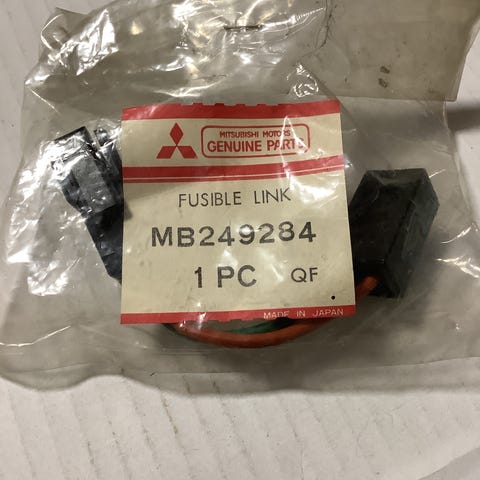 MITSUBISHI MOTORS
GENUINE PARTS
FUSIBLE LINK
MB249284
1 PC QF
MADE IN JAPAN